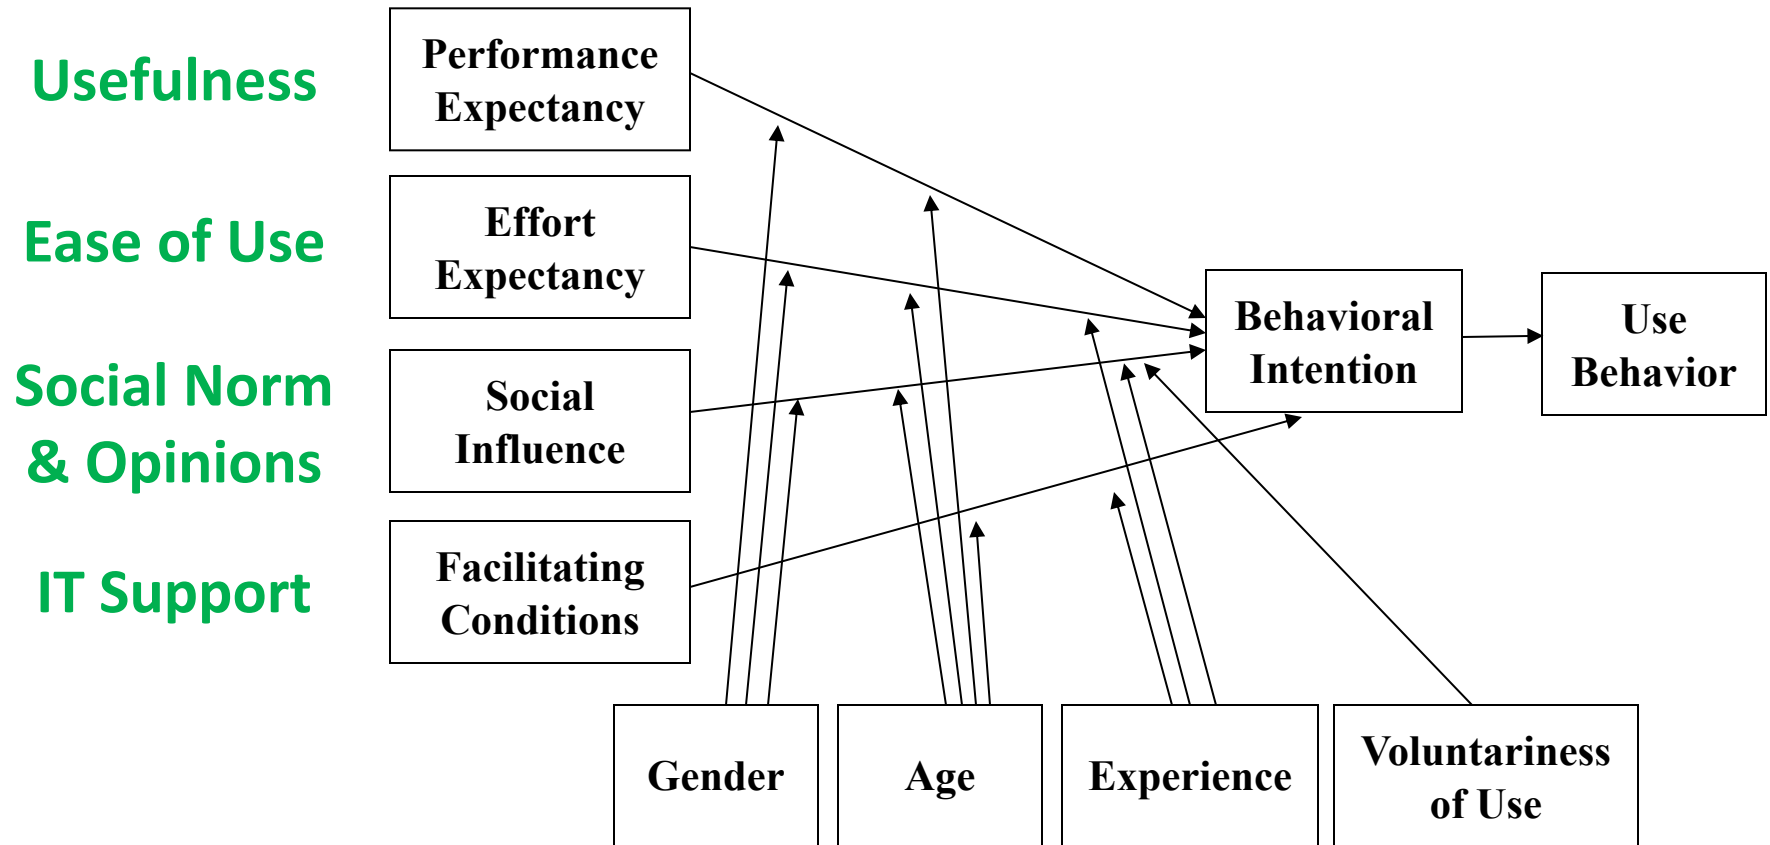 Usefulness
Performance
Expectancy
Ease of Use
Effort
Expectancy
Social Norm
& Opinions
Social
Influence
IT Support
Facilitating
Conditions
Behavioral
Intention
Use
Behavior
Gender
Age
Experience
Voluntariness
of Use